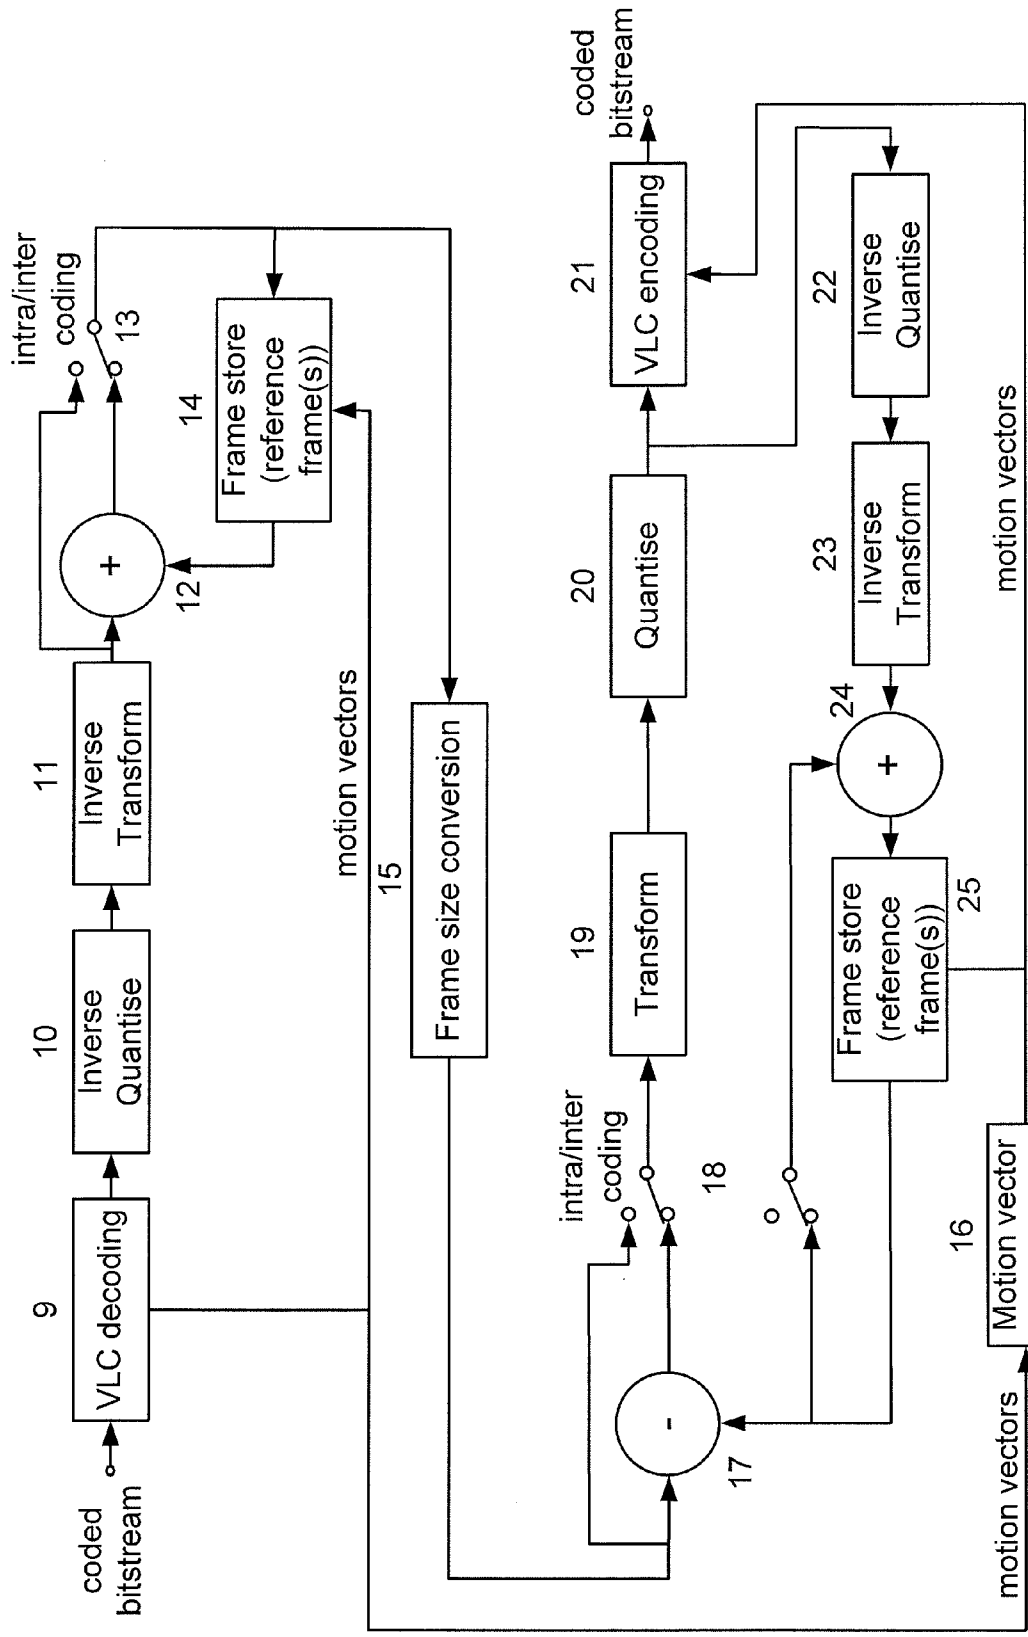 coded
bitstream
9
VLC decoding
10
Inverse
Quantise
11
Inverse
Transform
+
12
intra/inter
coding
13
14
Frame store
(reference
frame(s))
motion vectors
15
Frame size conversion
motion vectors
16
Motion vector
17
-
intra/inter
coding
18
19
Transform
20
Quantise
21
VLC encoding
coded
bitstream
22
Inverse
Quantise
23
Inverse
Transform
24
+
Frame store
(reference
frame(s))
25
motion vectors